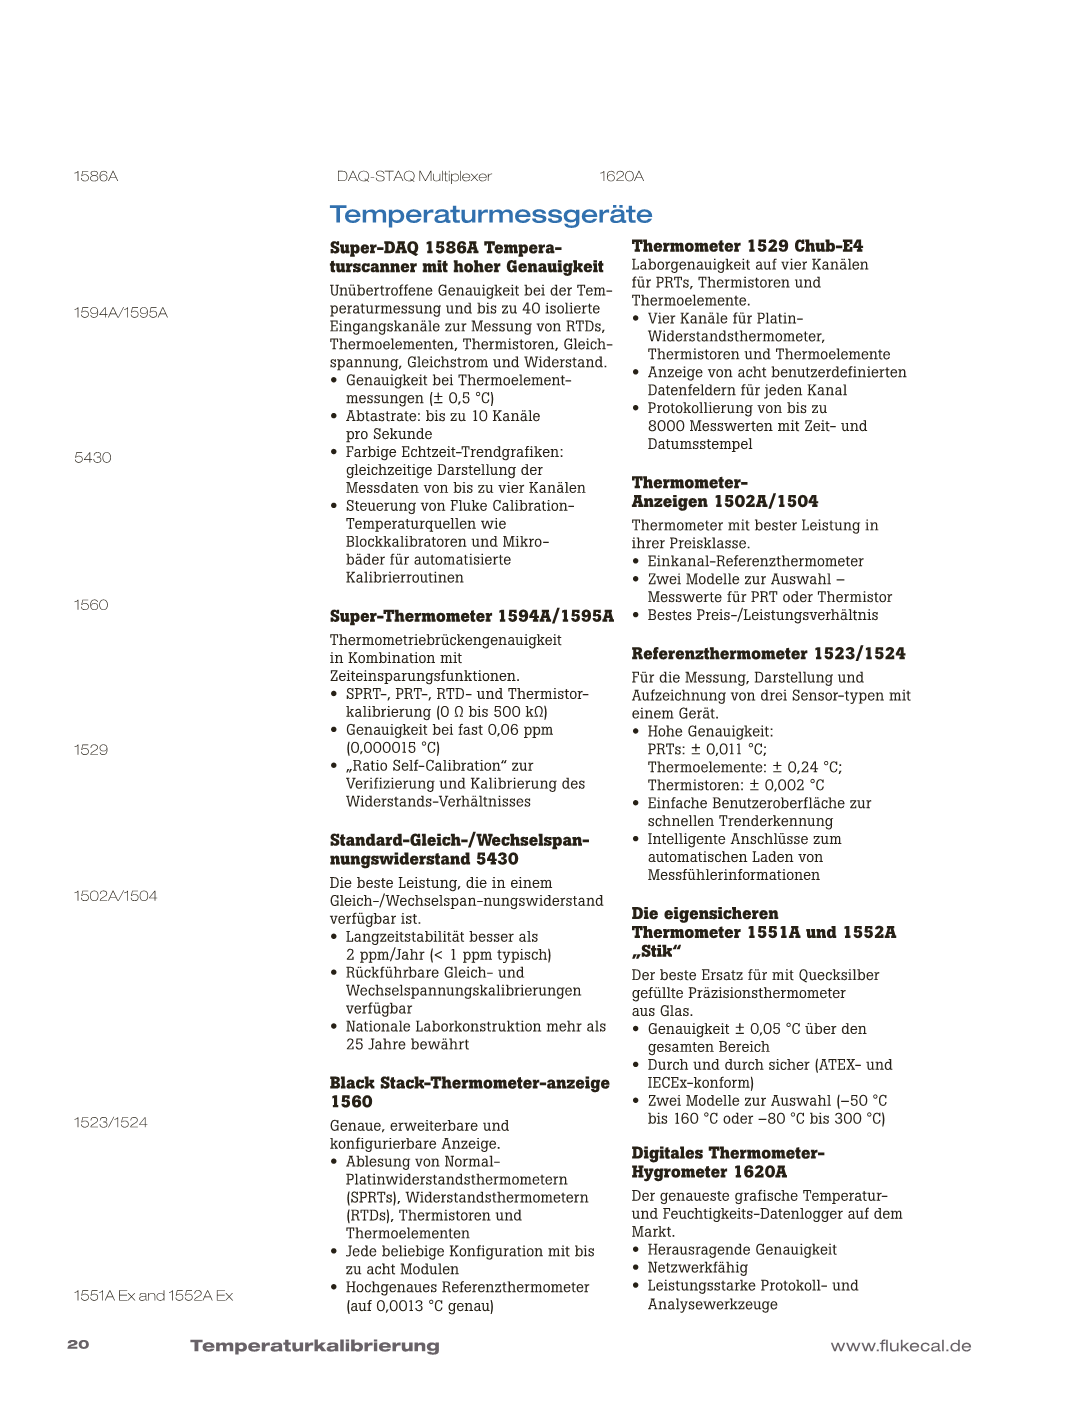 1586A
DAQ-STAQ Multiplexer
1620A
Temperaturmessgeräte
1594A/1595A
5430
1560
1529
1502A/1504
1523/1524
1551A Ex and 1552A Ex
Super-DAQ 1586A Tempera-
turscanner mit hoher Genauigkeit
Unübertroffene Genauigkeit bei der Tem-
peraturmessung und bis zu 40 isolierte
Eingangskanäle zur Messung von RTDs,
Thermoelementen, Thermistoren, Gleich-
spannung, Gleichstrom und Widerstand.
• Genauigkeit bei Thermoelement-
messungen (± 0,5 °C)
• Abtastrate: bis zu 10 Kanäle
pro Sekunde
• Farbige Echtzeit-Trendgrafiken:
gleichzeitige Darstellung der
Messdaten von bis zu vier Kanälen
• Steuerung von Fluke Calibration-
Temperaturquellen wie
Blockkalibratoren und Mikro-
bäder für automatisierte
Kalibrierroutinen
Super-Thermometer 1594A/1595A
Thermometriebrückengenauigkeit
in Kombination mit
Zeiteinsparungsfunktionen.
• SPRT-, PRT-, RTD- und Thermistor-
kalibrierung (0 Ω bis 500 kΩ)
• Genauigkeit bei fast 0,06 ppm
(0,000015 °C)
• „Ratio Self-Calibration“ zur
Verifizierung und Kalibrierung des
Widerstands-Verhältnisses
Standard-Gleich-/Wechselspan-
nungswiderstand 5430
Die beste Leistung, die in einem
Gleich-/Wechselspan-nungswiderstand
verfügbar ist.
• Langzeitstabilität besser als
2 ppm/Jahr (< 1 ppm typisch)
• Rückführbare Gleich- und
Wechselspannungskalibrierungen
verfügbar
• Nationale Laborkonstruktion mehr als
25 Jahre bewährt
Black Stack-Thermometer-anzeige
1560
Genaue, erweiterbare und
konfigurierbare Anzeige.
• Ablesung von Normal-
Platinwiderstandsthermometern
(SPRTs), Widerstandsthermometern
(RTDs), Thermistoren und
Thermoelementen
• Jede beliebige Konfiguration mit bis
zu acht Modulen
• Hochgenaues Referenzthermometer
(auf 0,0013 °C genau)
Thermometer 1529 Chub-E4
Laborgenauigkeit auf vier Kanälen
für PRTs, Thermistoren und
Thermoelemente.
• Vier Kanäle für Platin-
Widerstandsthermometer,
Thermistoren und Thermoelemente
• Anzeige von acht benutzerdefinierten
Datenfeldern für jeden Kanal
• Protokollierung von bis zu
8000 Messwerten mit Zeit- und
Datumsstempel
Thermometer-
Anzeigen 1502A/1504
Thermometer mit bester Leistung in
ihrer Preisklasse.
• Einkanal-Referenzthermometer
• Zwei Modelle zur Auswahl –
Messwerte für PRT oder Thermistor
• Bestes Preis-/Leistungsverhältnis
Referenzthermometer 1523/1524
Für die Messung, Darstellung und
Aufzeichnung von drei Sensor-typen mit
einem Gerät.
• Hohe Genauigkeit:
PRTs: ± 0,011 °C;
Thermoelemente: ± 0,24 °C;
Thermistoren: ± 0,002 °C
• Einfache Benutzeroberfläche zur
schnellen Trenderkennung
• Intelligente Anschlüsse zum
automatischen Laden von
Messfühlerinformationen
Die eigensicheren
Thermometer 1551A und 1552A
„Stik“
Der beste Ersatz für mit Quecksilber
gefüllte Präzisionsthermometer
aus Glas.
• Genauigkeit ± 0,05 °C über den
gesamten Bereich
• Durch und durch sicher (ATEX- und
IECEx-konform)
• Zwei Modelle zur Auswahl (–50 °C
bis 160 °C oder –80 °C bis 300 °C)
Digitales Thermometer-
Hygrometer 1620A
Der genaueste grafische Temperatur-
und Feuchtigkeits-Datenlogger auf dem
Markt.
• Herausragende Genauigkeit
• Netzwerkfähig
• Leistungsstarke Protokoll- und
Analysewerkzeuge
20
Temperaturkalibrierung
www.flukecal.de